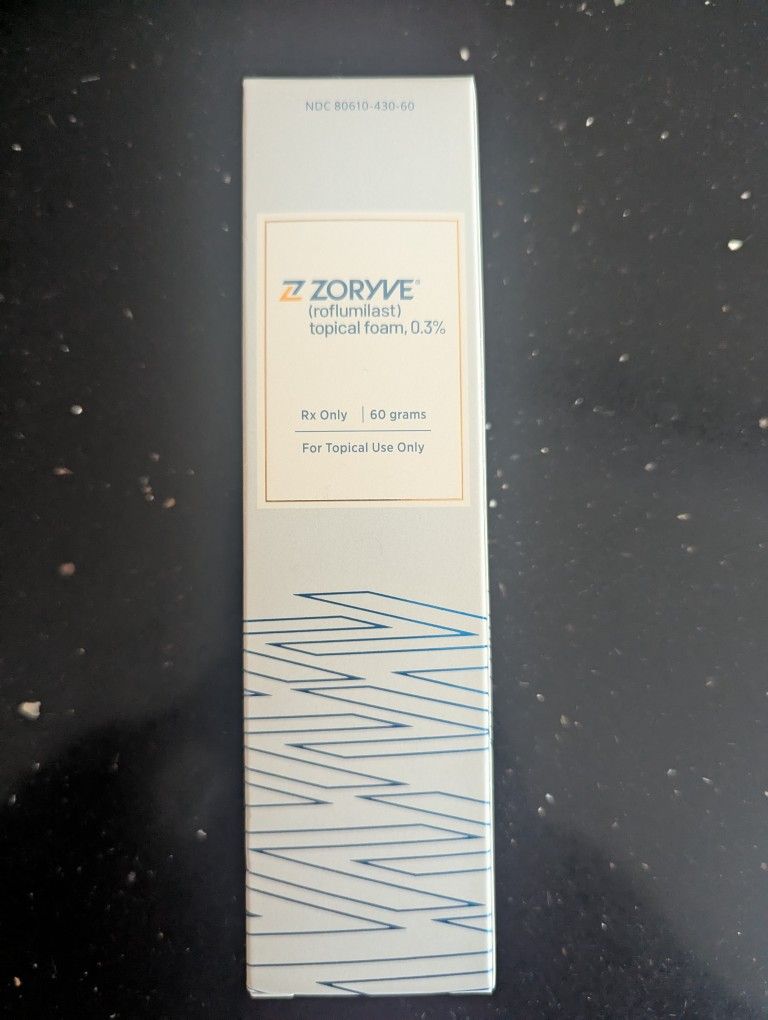 NDC 80610-430-60
ZORYVE®
(roflumilast)
topical foam, 0.3%
Rx Only | 60 grams
For Topical Use Only